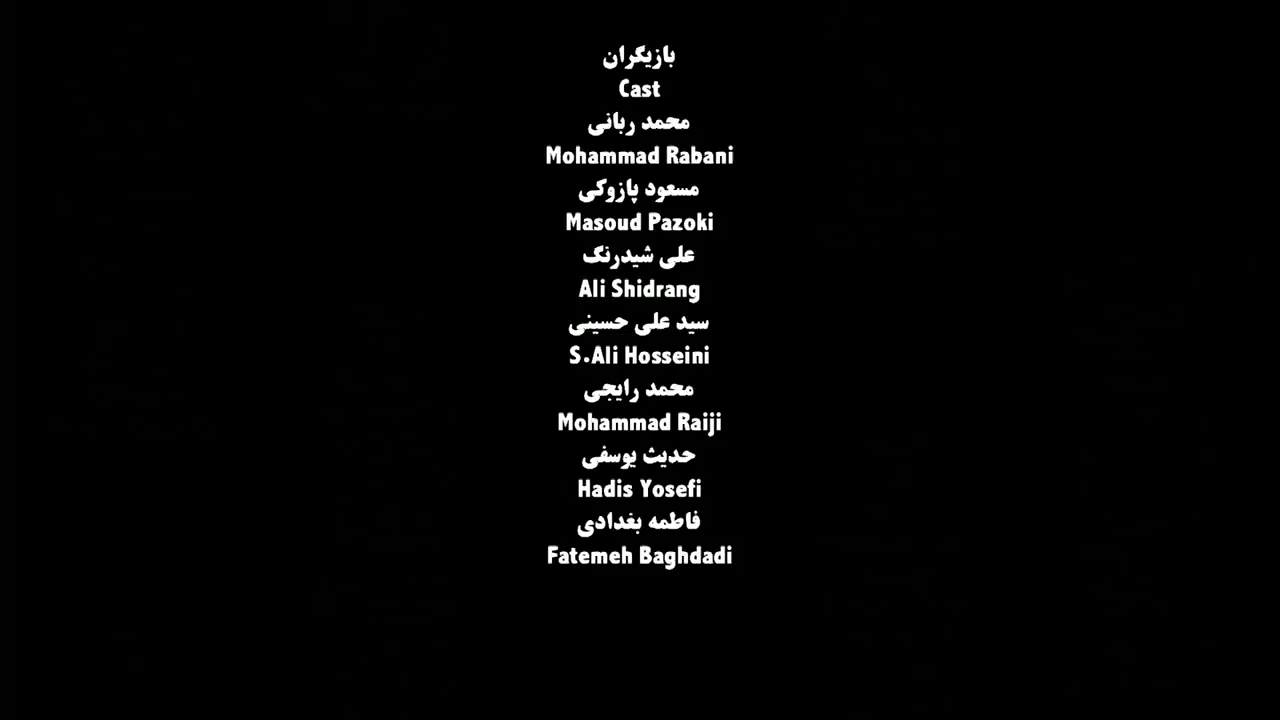 بازیگران
Cast
محمد ربانی
Mohammad Rabani
مسعود پازوکی
Masoud Pazoki
علی شیدرنگ
Ali Shidrang
سید علی حسینی
S.Ali Hosseini
محمد رایجی
Mohammad Raiji
حدیث یوسفی
Hadis Yosefi
فاطمه بغدادی
Fatemeh Baghdadi